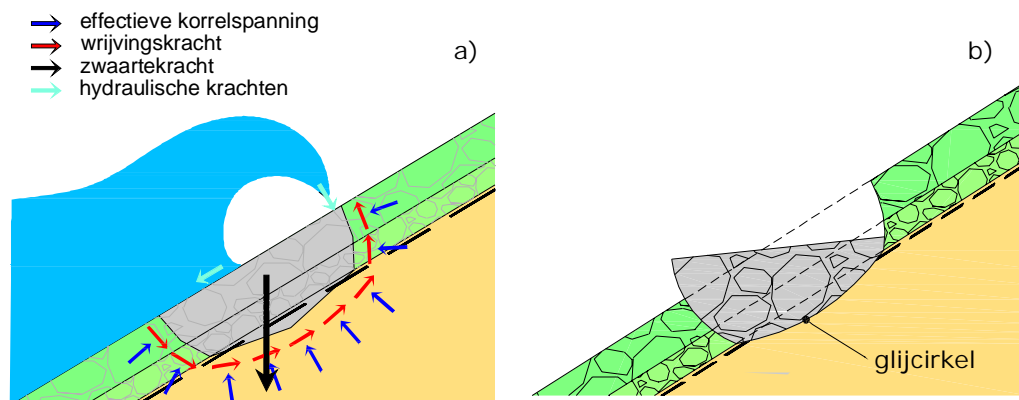 effectieve korrelspanning
wrijvingskracht
zwaartekracht
hydraulische krachten
a)
b)
glijcirkel